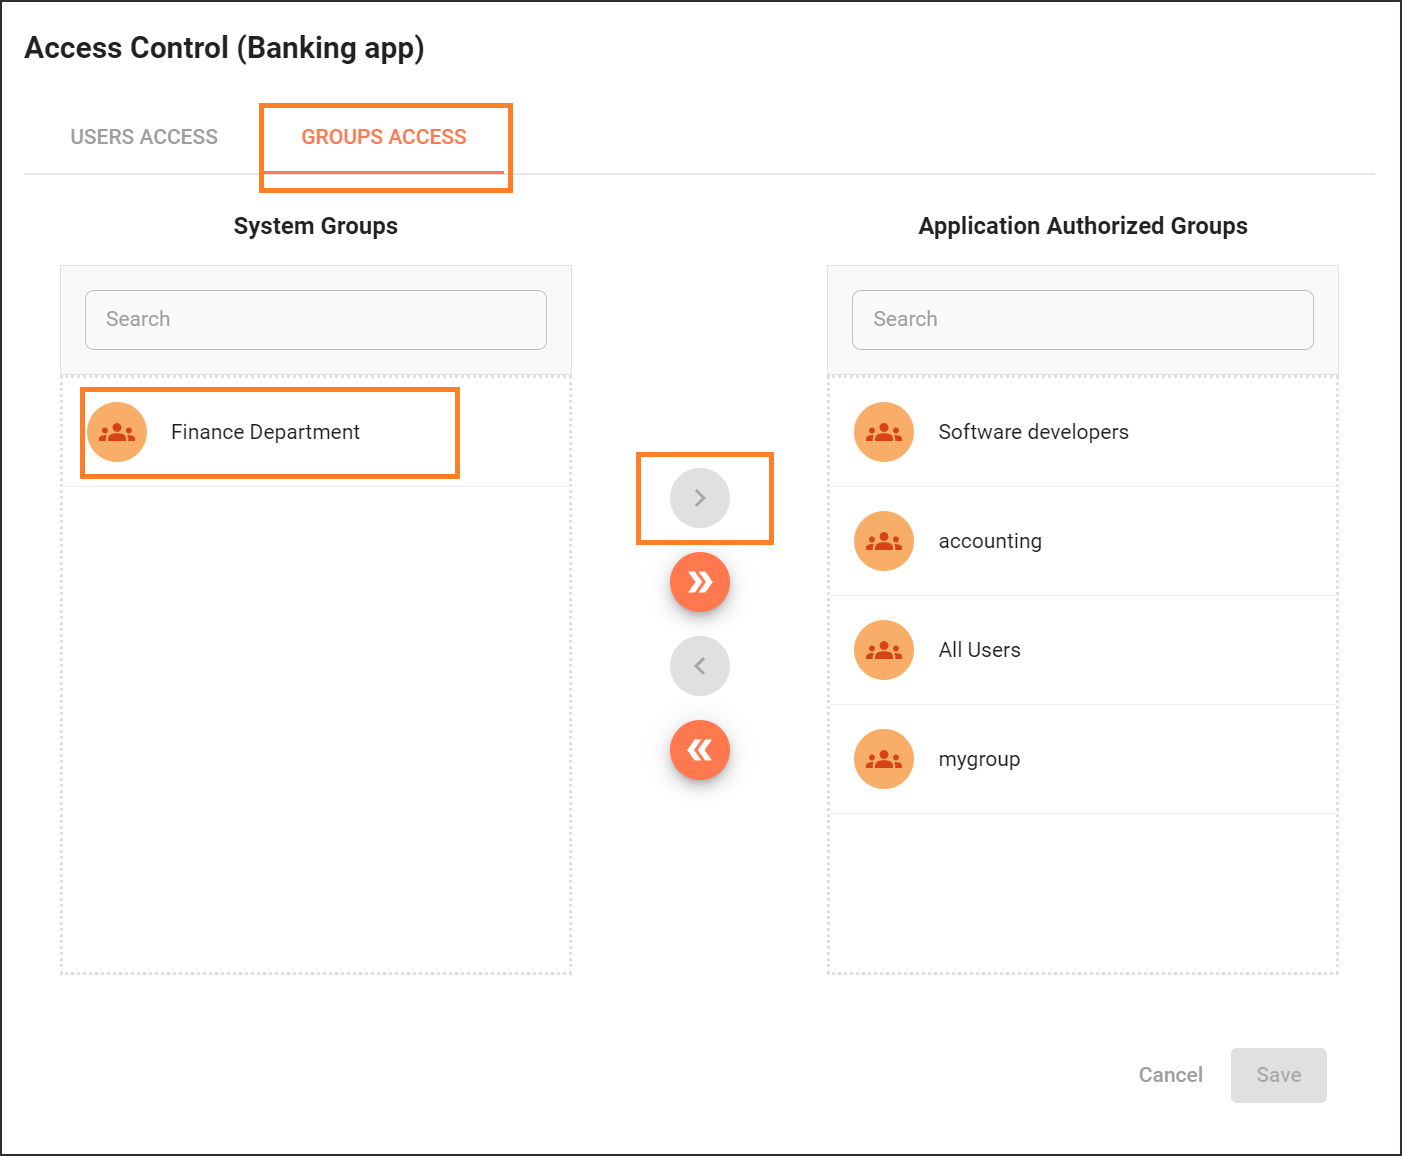 Access Control (Banking app)
USERS ACCESS
GROUPS ACCESS
System Groups
Search
Finance Department
Application Authorized Groups
Search
Software developers
accounting
All Users
mygroup
Cancel
Save